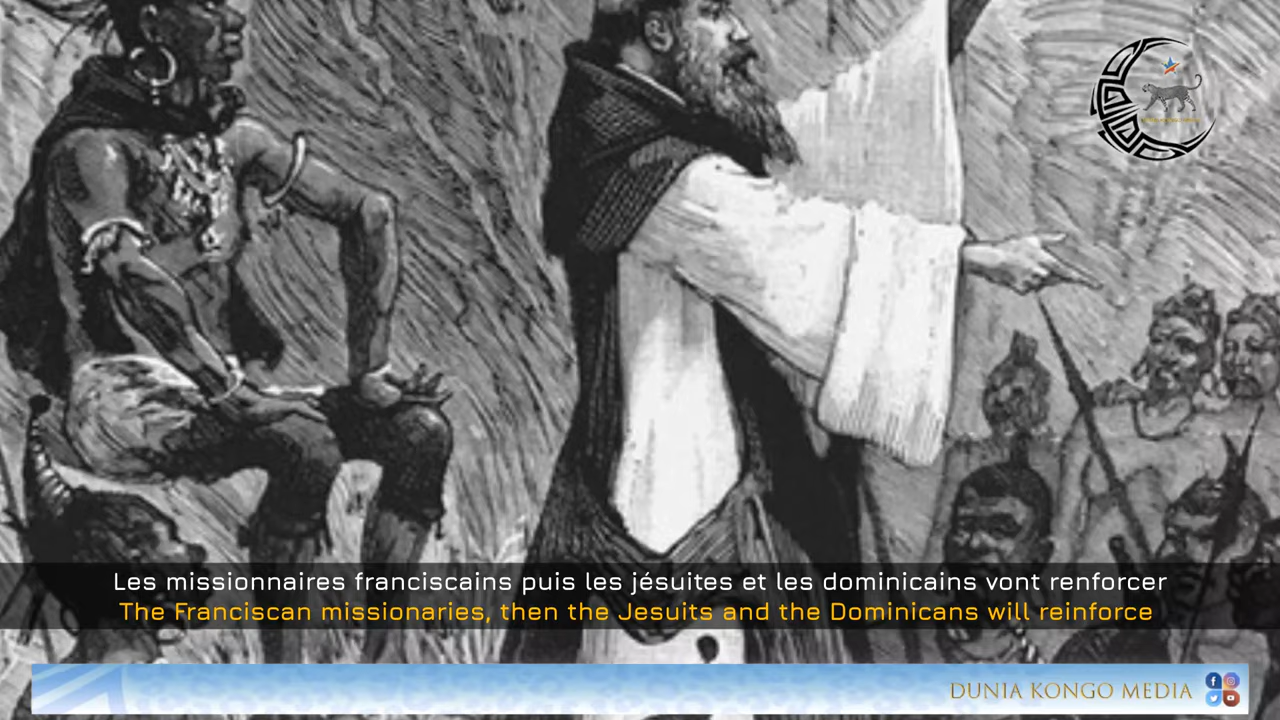 Les missionnaires franciscains puis les jésuites et les dominicains vont renforcer
The Franciscan missionaries, then the Jesuits and the Dominicans will reinforce
DUNIA KONGO MEDIA